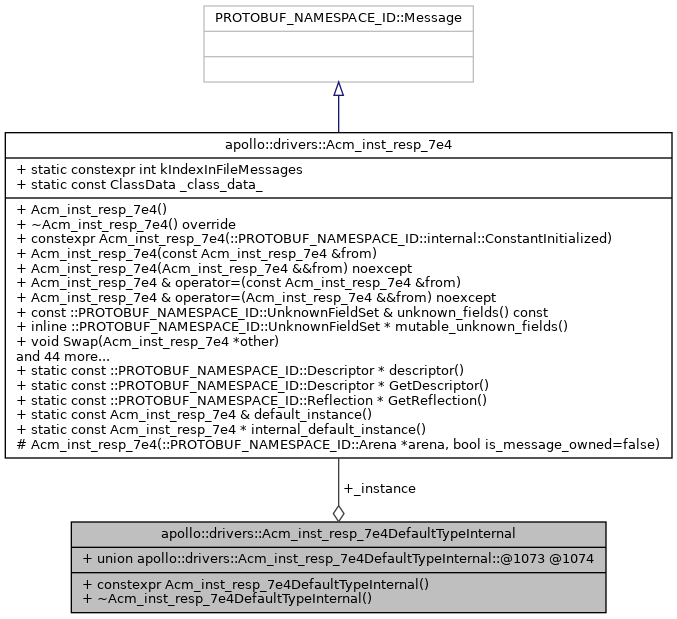 PROTOBUF_NAMESPACE_ID::Message
apollo::drivers::Acm_inst_resp_7e4
+ static constexpr int kIndexInFileMessages
+ static const ClassData _class_data_
+ Acm_inst_resp_7e4()
+ ~Acm_inst_resp_7e4() override
+ constexpr Acm_inst_resp_7e4(::PROTOBUF_NAMESPACE_ID::internal::ConstantInitialized)
+ Acm_inst_resp_7e4(const Acm_inst_resp_7e4 &from)
+ Acm_inst_resp_7e4(Acm_inst_resp_7e4 &&from) noexcept
+ Acm_inst_resp_7e4 & operator=(const Acm_inst_resp_7e4 &from)
+ Acm_inst_resp_7e4 & operator=(Acm_inst_resp_7e4 &&from) noexcept
+ const ::PROTOBUF_NAMESPACE_ID::UnknownFieldSet & unknown_fields() const
+ inline ::PROTOBUF_NAMESPACE_ID::UnknownFieldSet * mutable_unknown_fields()
+ void Swap(Acm_inst_resp_7e4 *other)
and 44 more...
+ static const ::PROTOBUF_NAMESPACE_ID::Descriptor * descriptor()
+ static const ::PROTOBUF_NAMESPACE_ID::Descriptor * GetDescriptor()
+ static const ::PROTOBUF_NAMESPACE_ID::Reflection * GetReflection()
+ static const Acm_inst_resp_7e4 & default_instance()
+ static const Acm_inst_resp_7e4 * internal_default_instance()
# Acm_inst_resp_7e4(::PROTOBUF_NAMESPACE_ID::Arena *arena, bool is_message_owned=false)
+_instance
apollo::drivers::Acm_inst_resp_7e4DefaultTypeInternal
+ union apollo::drivers::Acm_inst_resp_7e4DefaultTypeInternal::@1073 @1074
+ constexpr Acm_inst_resp_7e4DefaultTypeInternal()
+ ~Acm_inst_resp_7e4DefaultTypeInternal()